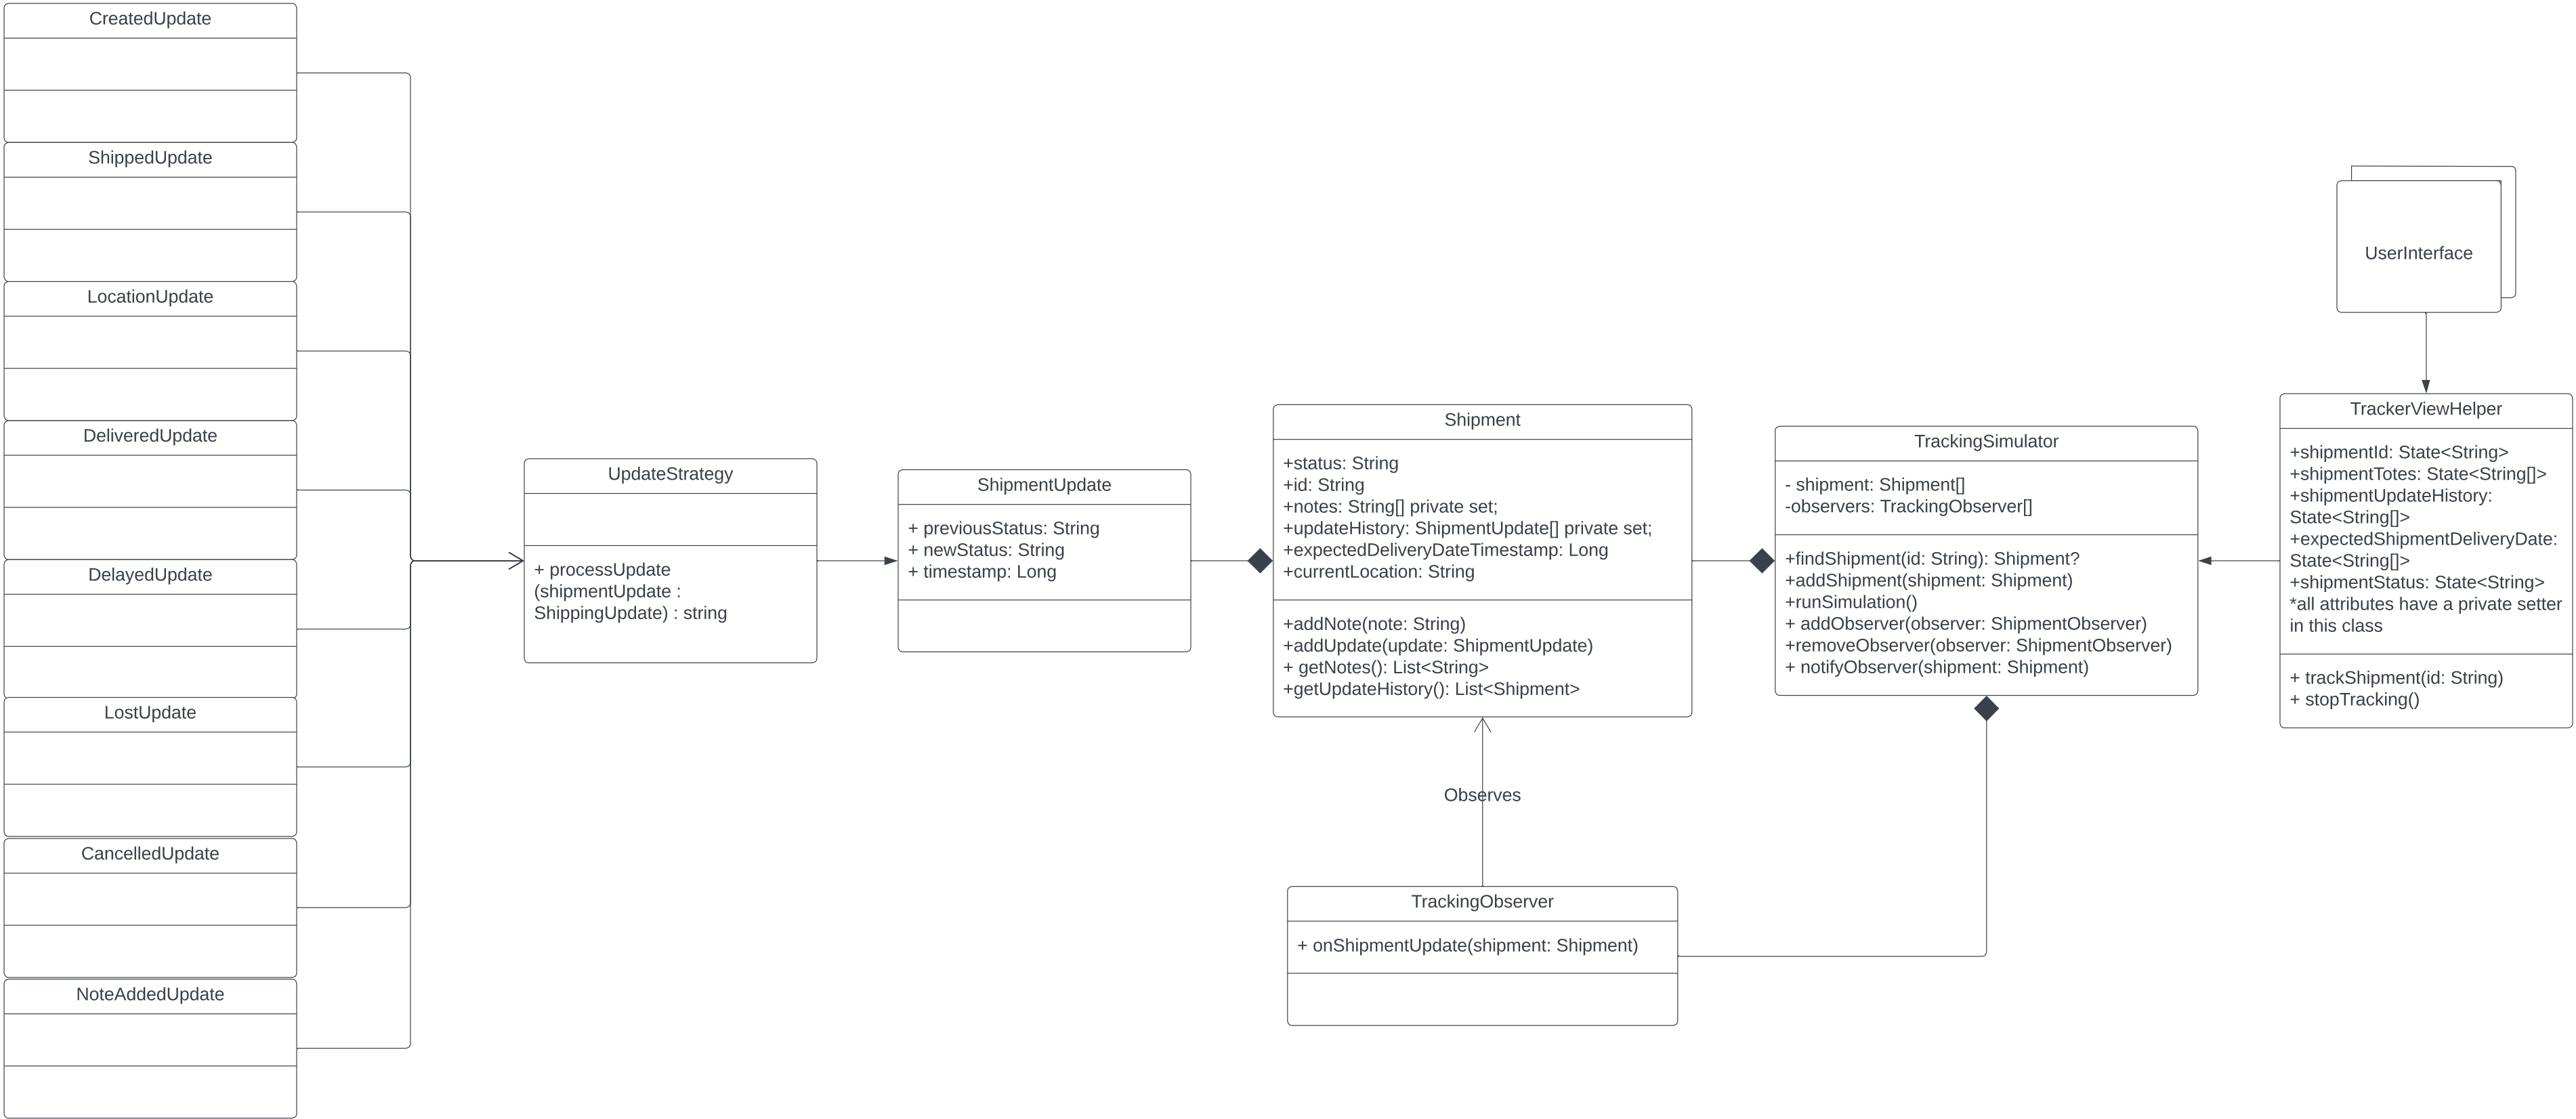 CreatedUpdate
ShippedUpdate
LocationUpdate
DeliveredUpdate
DelayedUpdate
LostUpdate
CancelledUpdate
NoteAddedUpdate
UpdateStrategy
+ processUpdate
(shipmentUpdate :
ShippingUpdate) : string
ShipmentUpdate
+ previousStatus: String
+ newStatus: String
+ timestamp: Long
Shipment
+status: String
+id: String
+notes: String[] private set;
+updateHistory: ShipmentUpdate[] private set;
+expectedDeliveryDateTimestamp: Long
+currentLocation: String
+addNote(note: String)
+addUpdate(update: ShipmentUpdate)
+ getNotes(): List<String>
+getUpdateHistory(): List<Shipment>
Observes
TrackingObserver
+ onShipmentUpdate(shipment: Shipment)
TrackingSimulator
- shipment: Shipment[]
-observers: TrackingObserver[]
+findShipment(id: String): Shipment?
+addShipment(shipment: Shipment)
+runSimulation()
+ addObserver(observer: ShipmentObserver)
+removeObserver(observer: ShipmentObserver)
+ notifyObserver(shipment: Shipment)
UserInterface
TrackerViewHelper
+shipmentId: State<String>
+shipmentTotes: State<String[]>
+shipmentUpdateHistory:
State<String[]>
+expectedShipmentDeliveryDate:
State<String[]>
+shipmentStatus: State<String>
*all attributes have a private setter
in this class
+ trackShipment(id: String)
+ stopTracking()